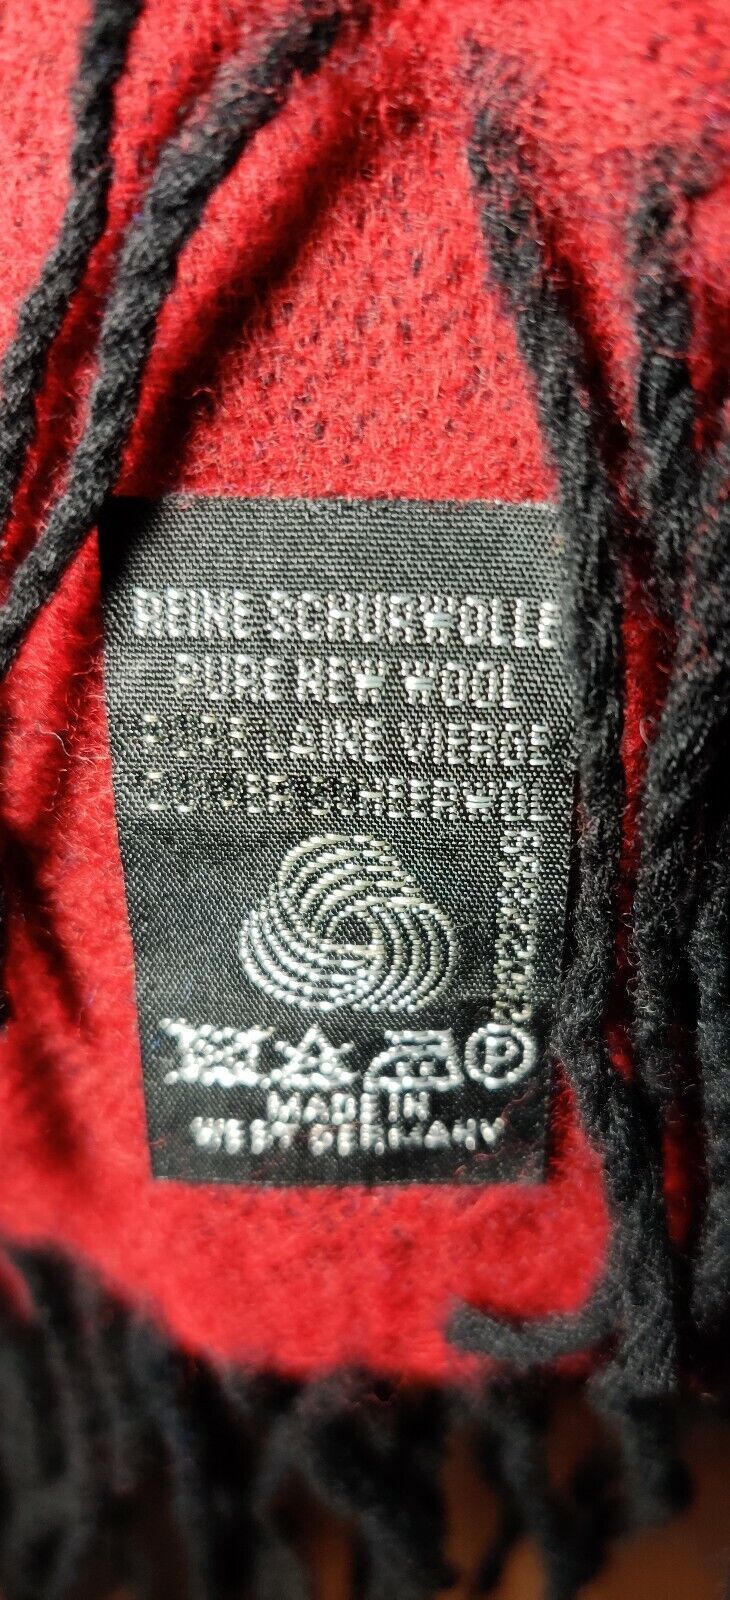 REINE SCHURWOLLE
PURE NEW WOOL
PURE LAINE VIERGE
ZUIVER SCHEERWOL
P
MADE IN
WEST GERMANY